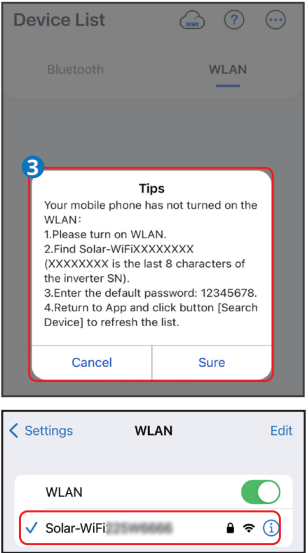 Device List
Bluetooth
WLAN
3
Tips
Your mobile phone has not turned on the
WLAN:
1.Please turn on WLAN.
2.Find Solar-WiFiXXXXXXXX
(XXXXXXXX is the last 8 characters of
the inverter SN).
3.Enter the default password: 12345678.
4.Return to App and click button [Search
Device] to refresh the list.
Cancel
Sure
Settings
WLAN
Edit
WLAN
Solar-WiFi